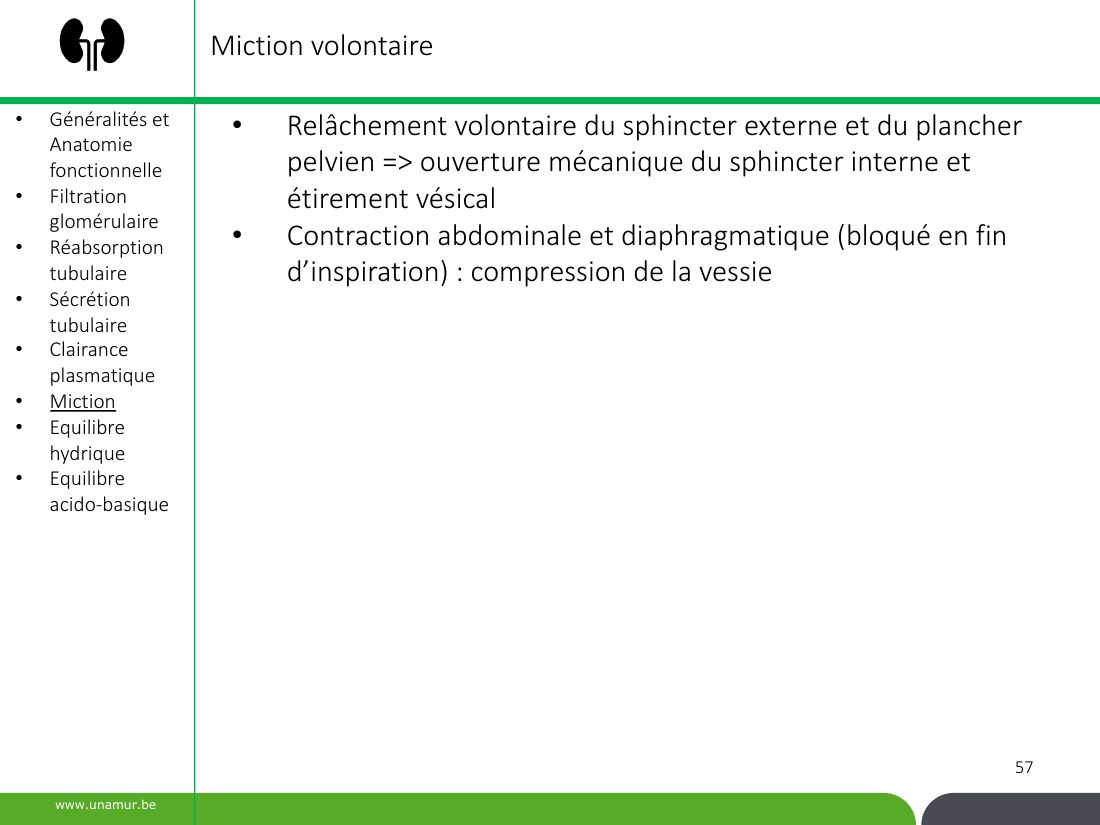 Miction volontaire
• Généralités et
Anatomie
fonctionnelle
• Filtration
glomérulaire
• Réabsorption
tubulaire
• Sécrétion
tubulaire
• Clairance
plasmatique
• Miction
• Equilibre
hydrique
• Equilibre
acido-basique
• Relâchement volontaire du sphincter externe et du plancher
pelvien => ouverture mécanique du sphincter interne et
étirement vésical
• Contraction abdominale et diaphragmatique (bloqué en fin
d’inspiration) : compression de la vessie
57
www.unamur.be